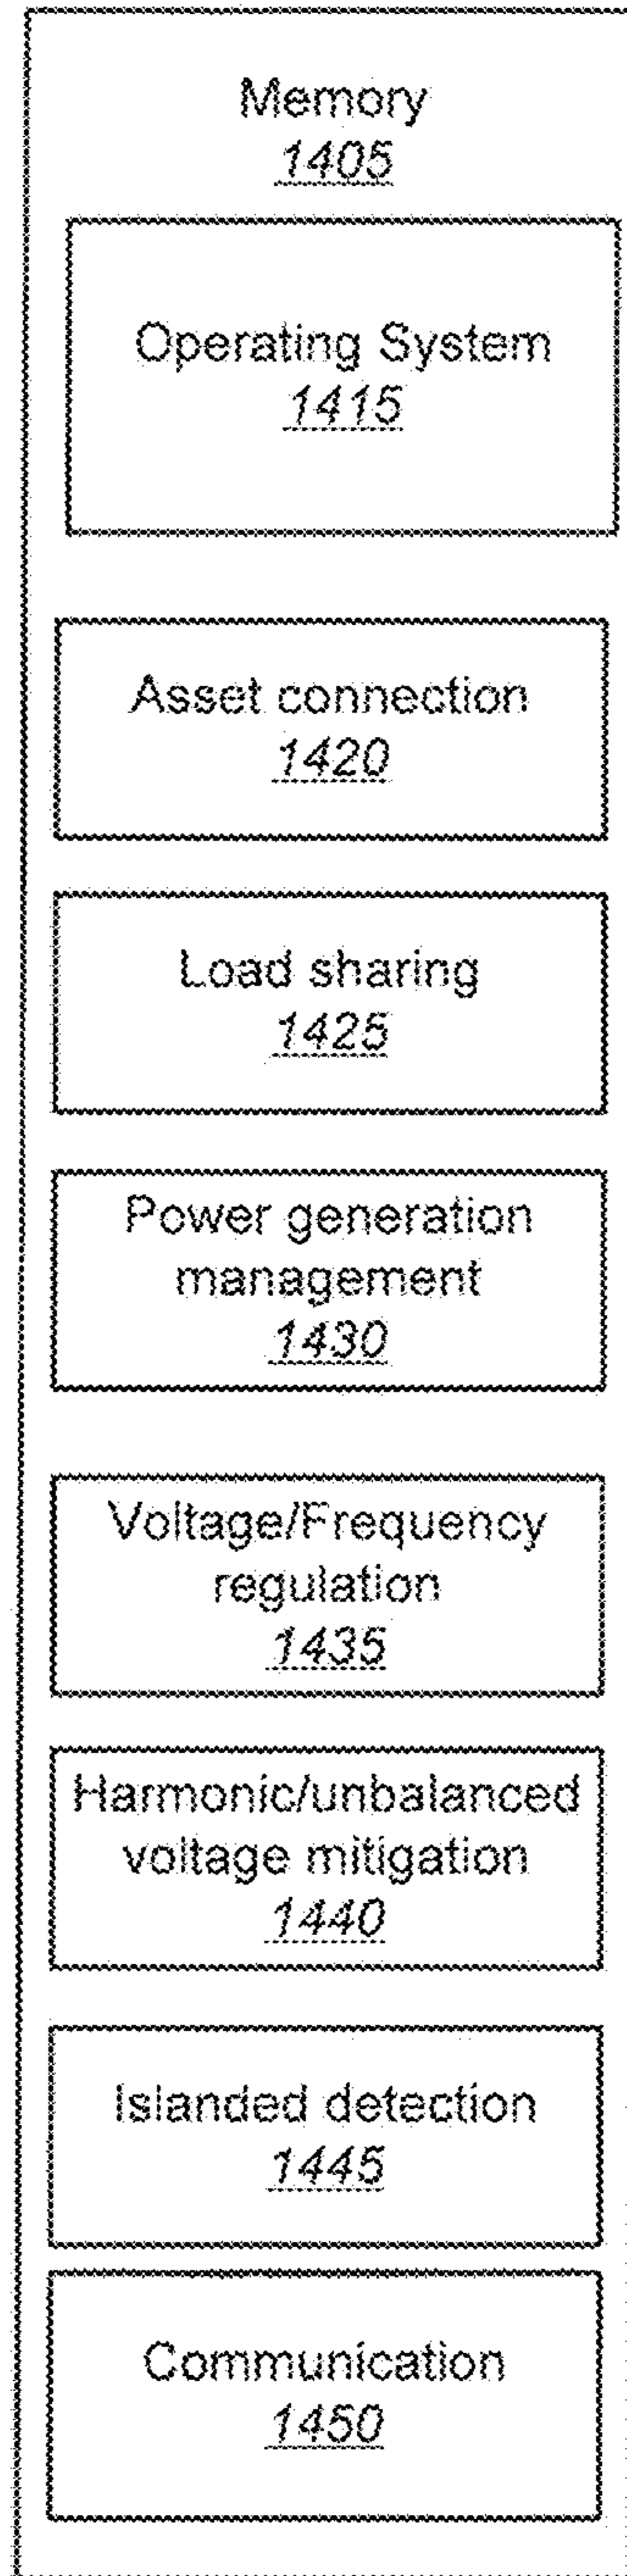 Memory
1405
Operating System
1415
Asset connection
1420
Load sharing
1425
Power generation
management
1430
Voltage/Frequency
regulation
1435
Harmonic/unbalanced
voltage mitigation
1440
Islanded detection
1445
Communication
1450